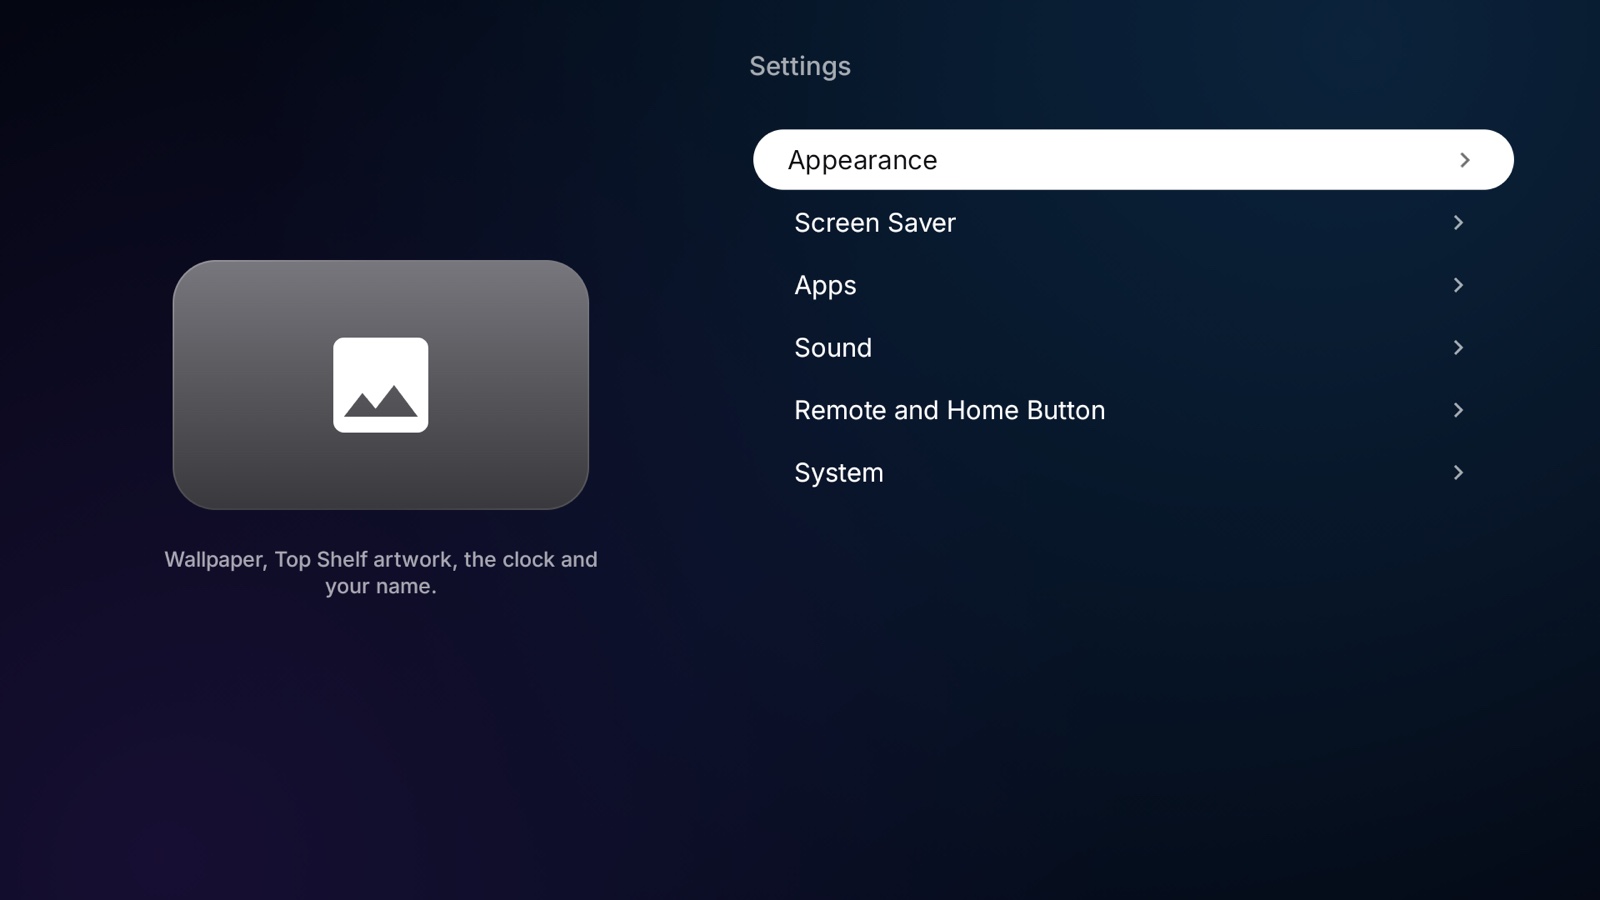 Settings
Appearance
Screen Saver
Apps
Sound
Remote and Home Button
System
Wallpaper, Top Shelf artwork, the clock and
your name.